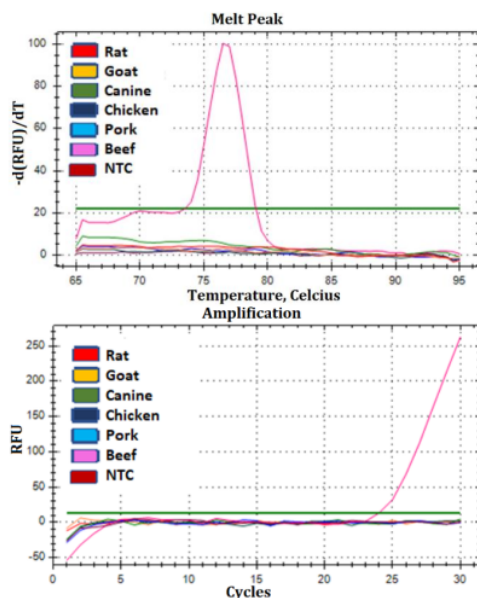 Melt Peak
-d(RFU)/dT
100
80
60
40
20
0
Rat
Goat
Canine
Chicken
Pork
Beef
NTC
65 70 75 80 85 90 95
Temperature, Celcius
Amplification
RFU
250
200
150
100
50
0
-50
Rat
Goat
Canine
Chicken
Pork
Beef
NTC
0 5 10 15 20 25 30
Cycles